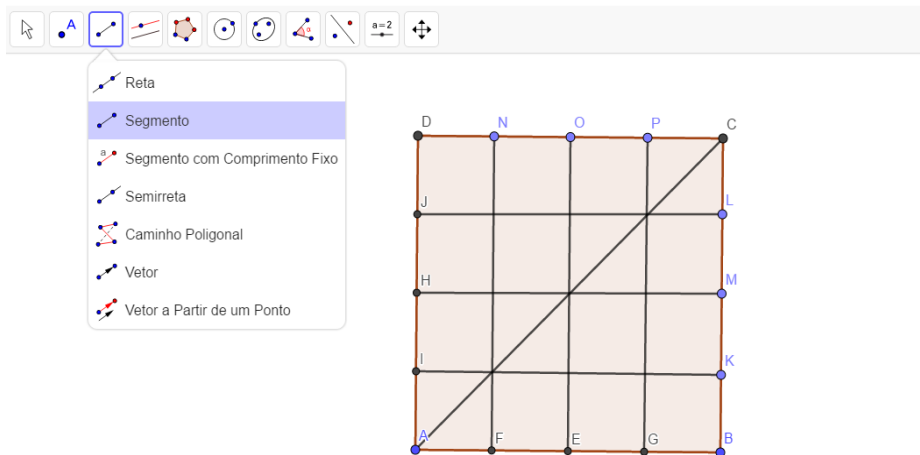 A
a
a=2
Reta
Segmento
a
Segmento com Comprimento Fixo
Semirreta
Caminho Poligonal
Vetor
Vetor a Partir de um Ponto
D N O P C
J L
H M
I K
A F E G B